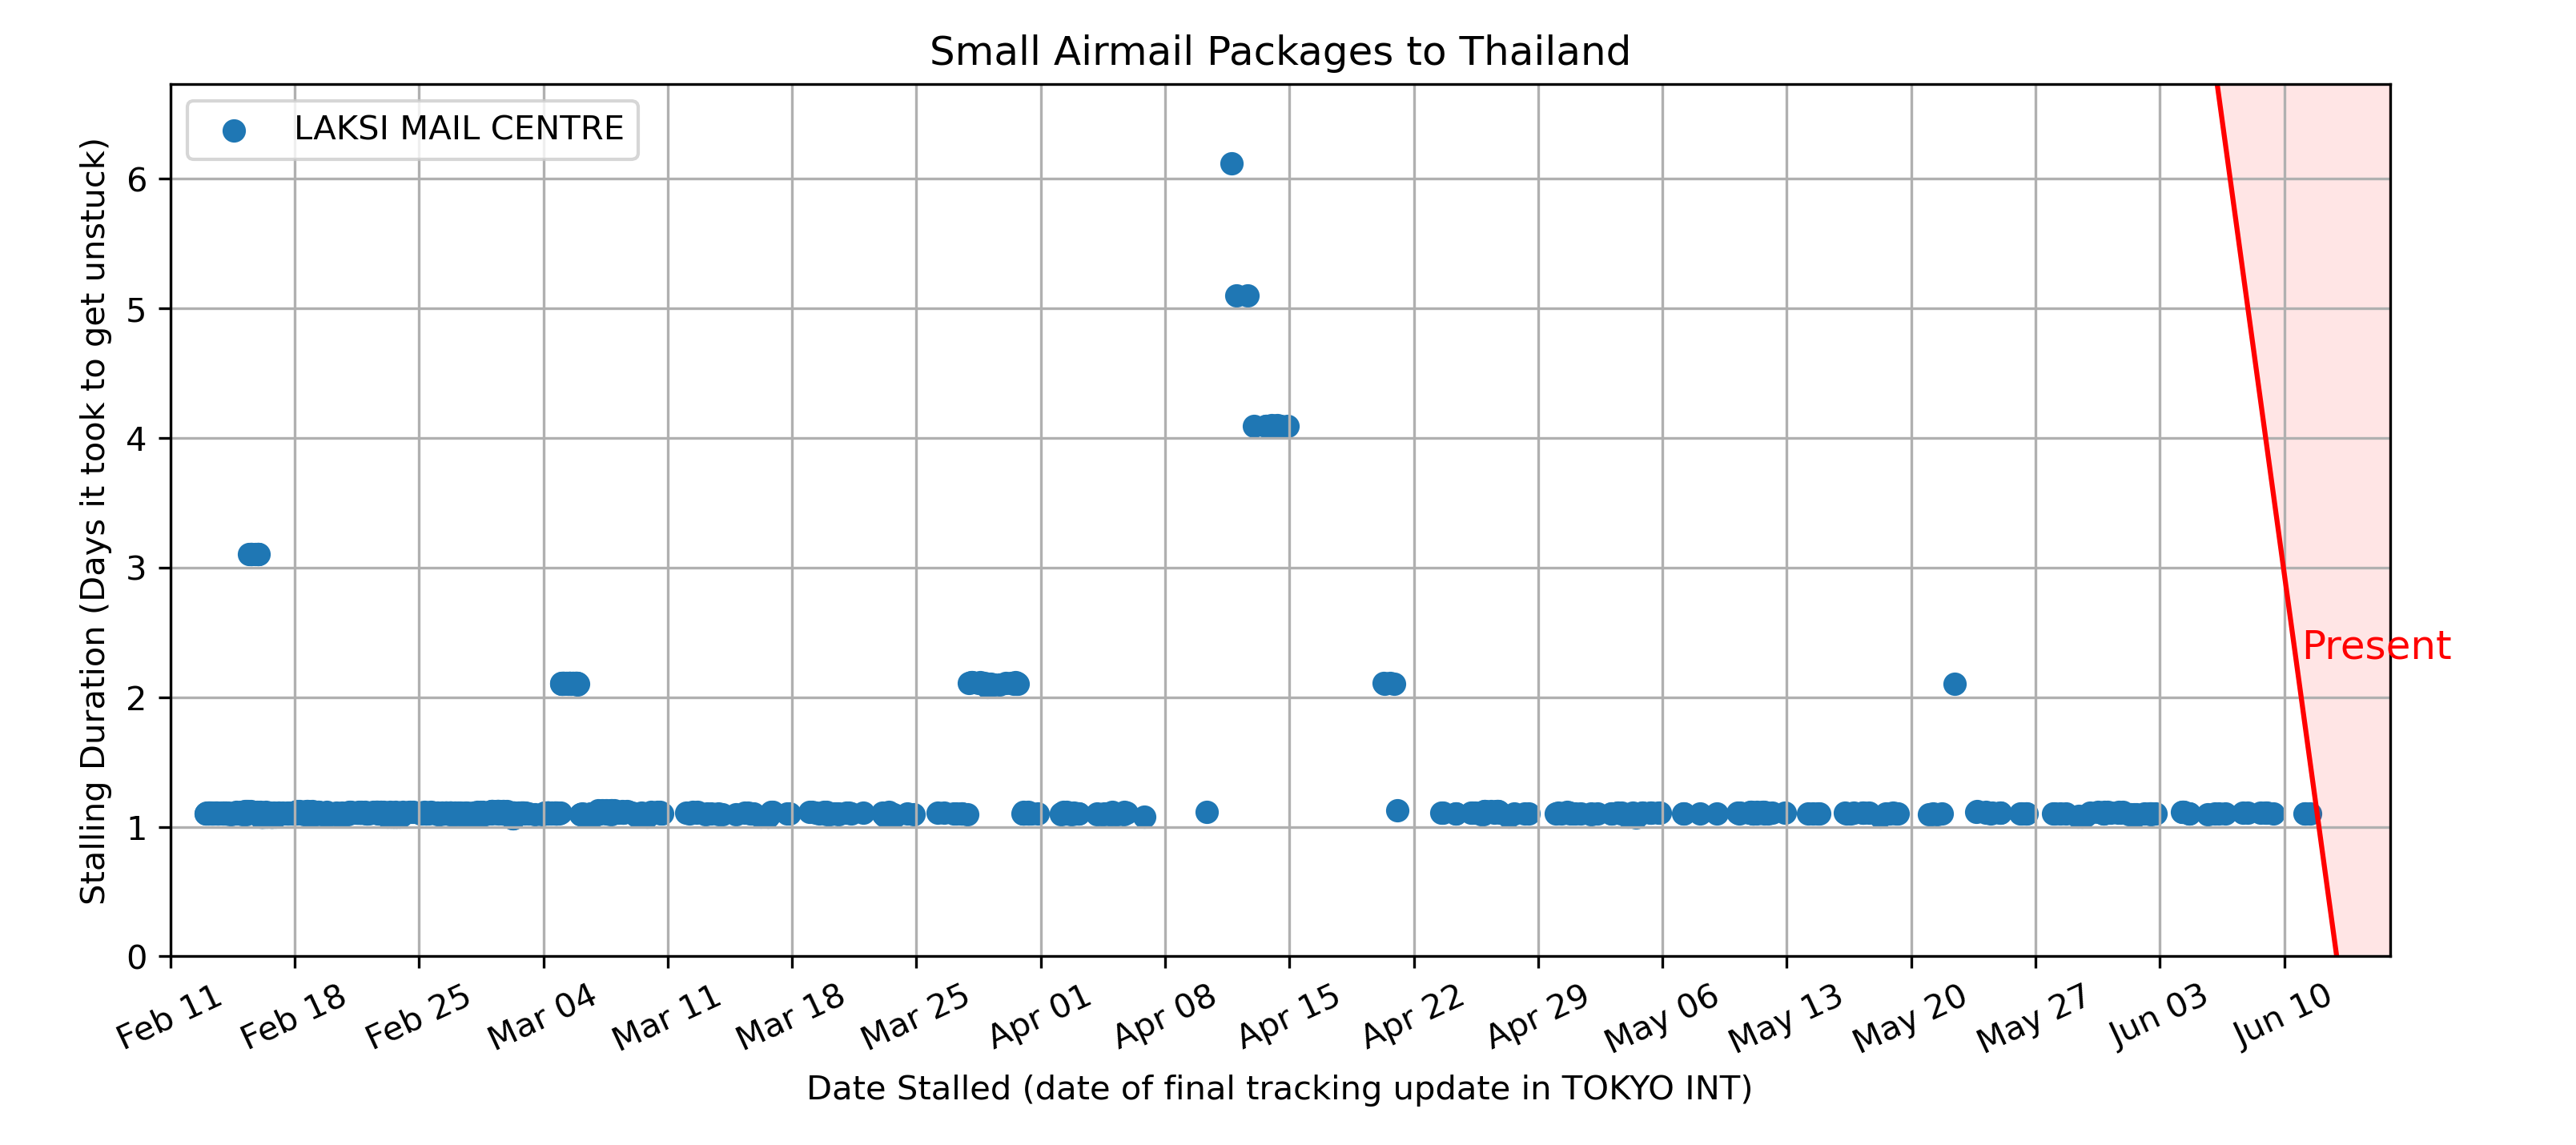 Small Airmail Packages to Thailand
LAKSI MAIL CENTRE
Stalling Duration (Days it took to get unstuck)
6
5
4
3
2
1
0
Present
Feb 11
Feb 18
Feb 25
Mar 04
Mar 11
Mar 18
Mar 25
Apr 01
Apr 08
Apr 15
Apr 22
Apr 29
May 06
May 13
May 20
May 27
Jun 03
Jun 10
Date Stalled (date of final tracking update in TOKYO INT)